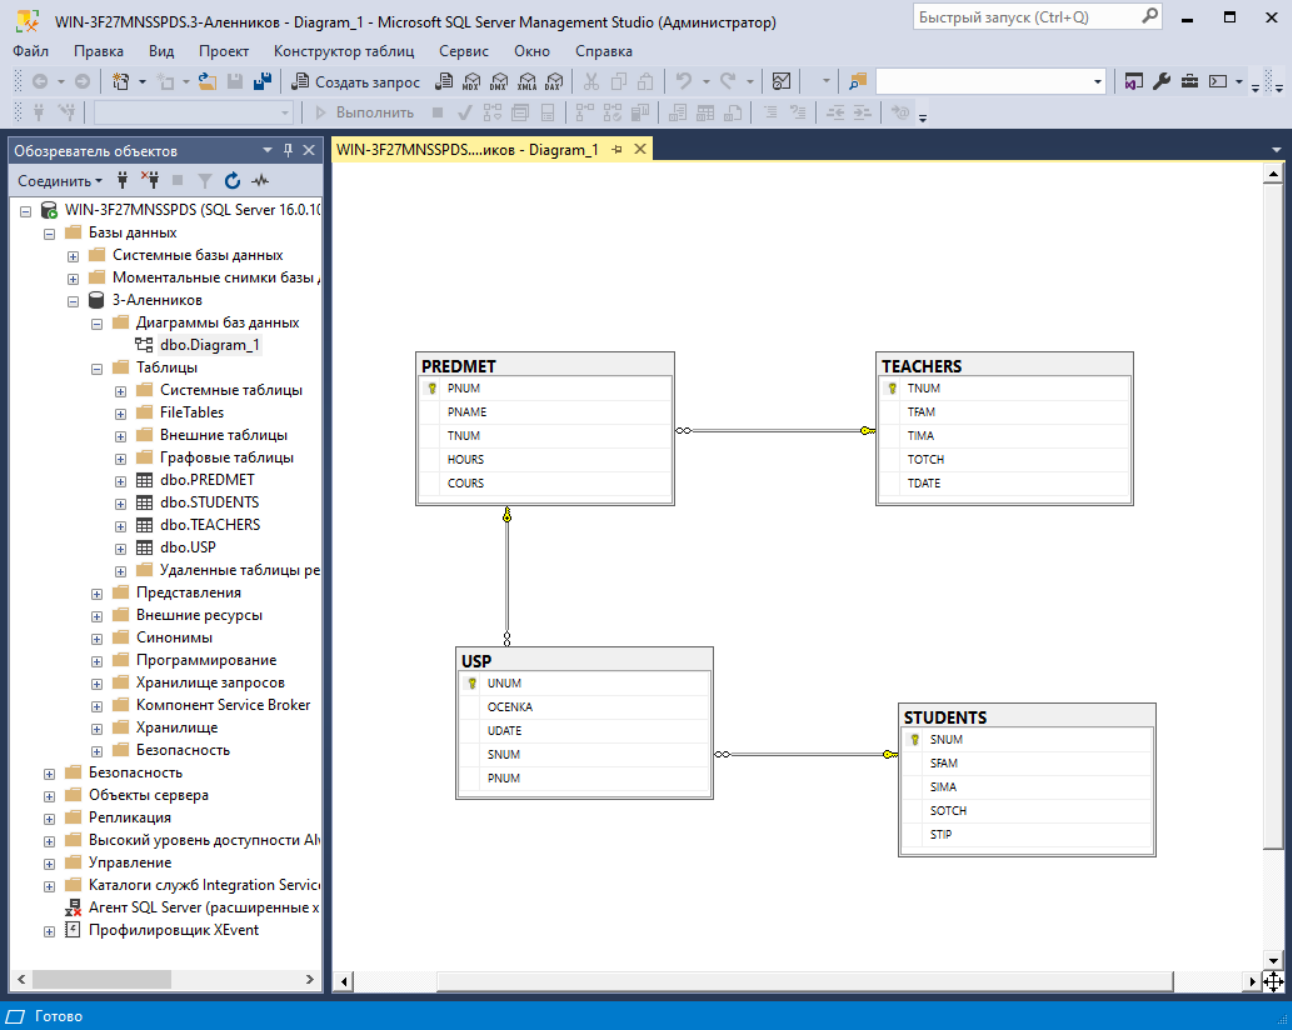 WIN-3F27MNSSPDS.3-Аленников - Diagram_1 - Microsoft SQL Server Management Studio (Администратор)
Быстрый запуск (Ctrl+Q)
Файл Правка Вид Проект Конструктор таблиц Сервис Окно Справка
Создать запрос MDX DMX XMLA DAX
Выполнить
Обозреватель объектов
WIN-3F27MNSSPDS....иков - Diagram_1
Соединить
WIN-3F27MNSSPDS (SQL Server 16.0.10
Базы данных
Системные базы данных
Моментальные снимки базы
3-Аленников
Диаграммы баз данных
dbo.Diagram_1
Таблицы
Системные таблицы
FileTables
Внешние таблицы
Графовые таблицы
dbo.PREDMET
dbo.STUDENTS
dbo.TEACHERS
dbo.USP
Удаленные таблицы ре
Представления
Внешние ресурсы
Синонимы
Программирование
Хранилище запросов
Компонент Service Broker
Хранилище
Безопасность
Безопасность
Объекты сервера
Репликация
Высокий уровень доступности Al
Управление
Каталоги служб Integration Servic
Агент SQL Server (расширенные x
Профилировщик XEvent
PREDMET
PNUM
PNAME
TNUM
HOURS
COURS
TEACHERS
TNUM
TFAM
TIMA
TOTCH
TDATE
USP
UNUM
OCENKA
UDATE
SNUM
PNUM
STUDENTS
SNUM
SFAM
SIMA
SOTCH
STIP
Готово